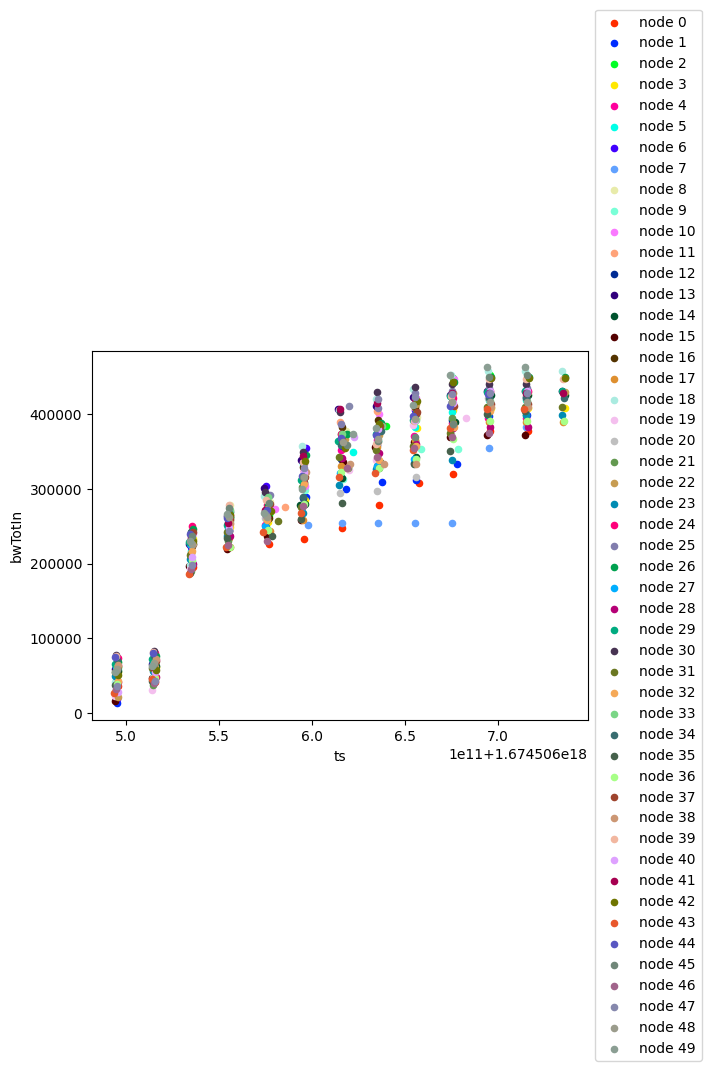 node 0
node 1
node 2
node 3
node 4
node 5
node 6
node 7
node 8
node 9
node 10
node 11
node 12
node 13
node 14
node 15
node 16
node 17
node 18
node 19
node 20
node 21
node 22
node 23
node 24
node 25
node 26
node 27
node 28
node 29
node 30
node 31
node 32
node 33
node 34
node 35
node 36
node 37
node 38
node 39
node 40
node 41
node 42
node 43
node 44
node 45
node 46
node 47
node 48
node 49
bwTotIn
400000
300000
200000
100000
0
5.0 5.5 6.0 6.5 7.0
ts
1e11+1.674506e18